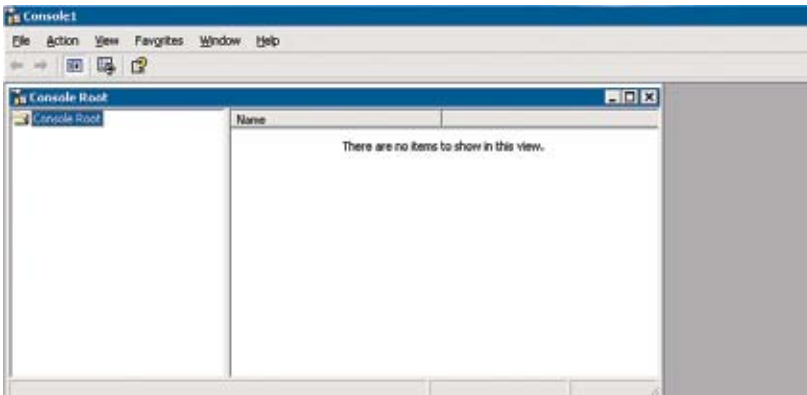 Console1
File Action View Favorites Window Help
Console Root
Console Root
Name
There are no items to show in this view.